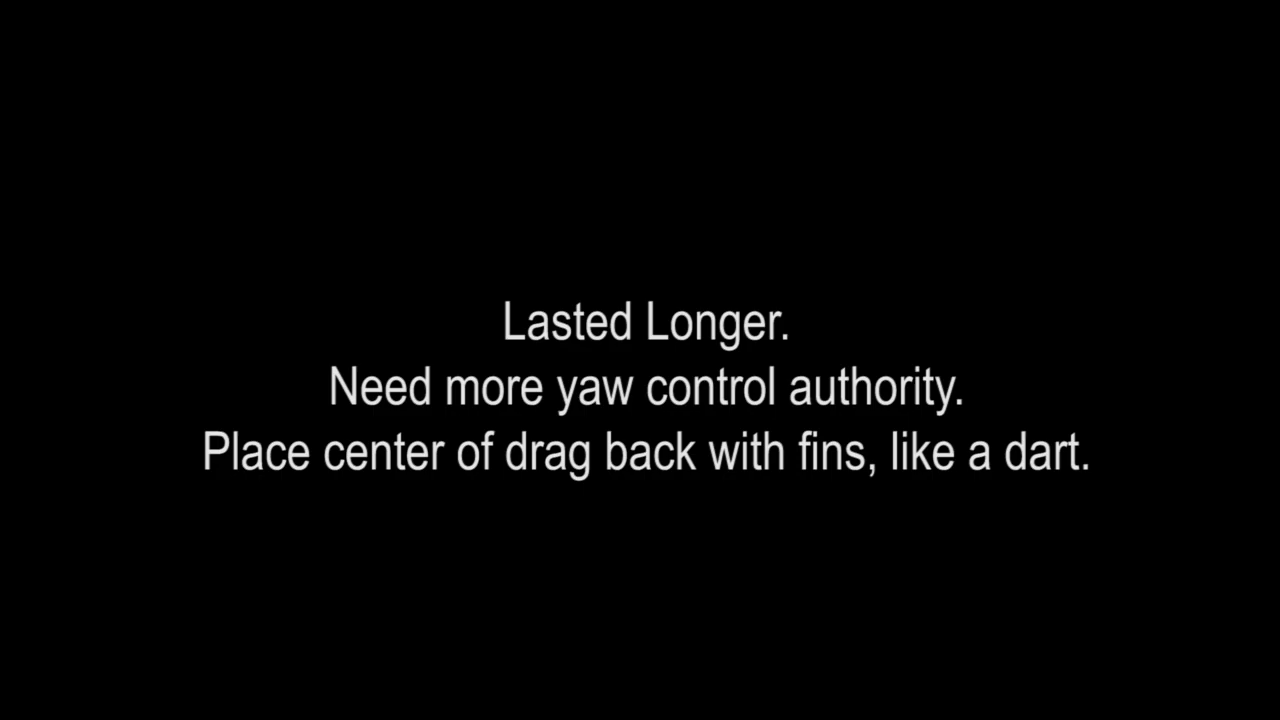 Lasted Longer.
Need more yaw control authority.
Place center of drag back with fins, like a dart.